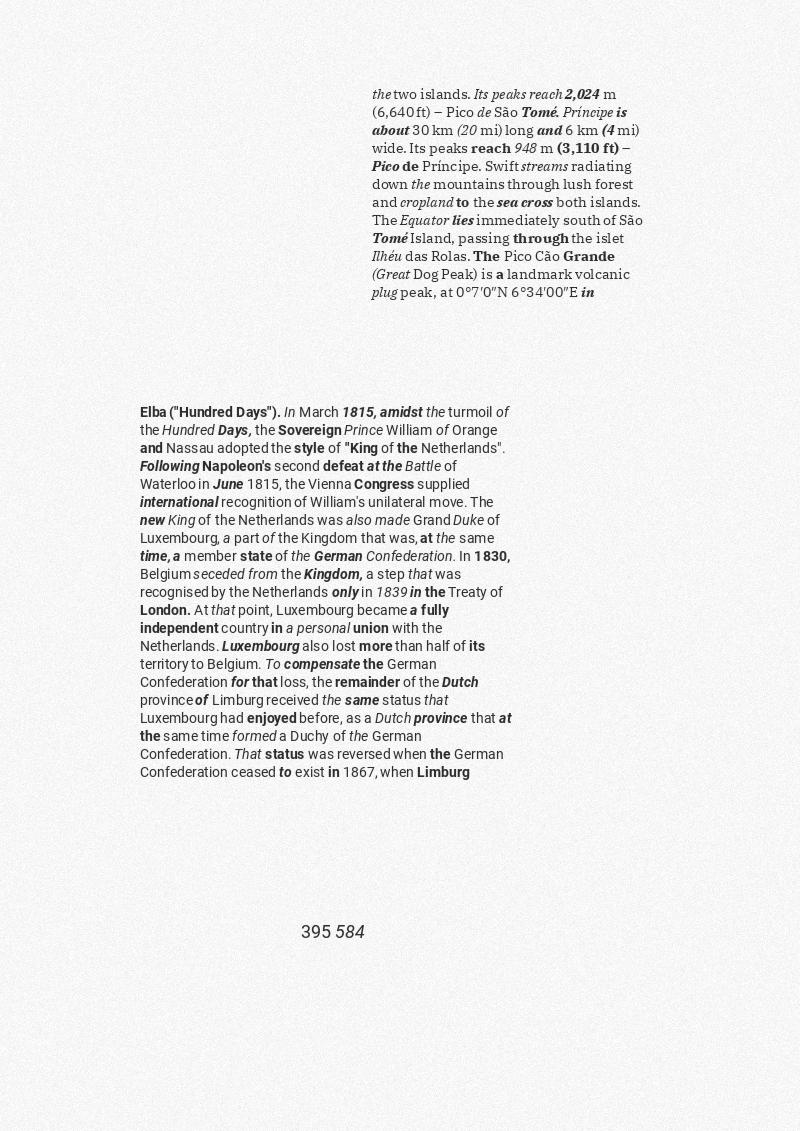 the two islands. Its peaks reach 2,024 m
(6,640 ft) – Pico de São Tomé. Príncipe is
about 30 km (20 mi) long and 6 km (4 mi)
wide. Its peaks reach 948 m (3,110 ft) –
Pico de Príncipe. Swift streams radiating
down the mountains through lush forest
and cropland to the sea cross both islands.
The Equator lies immediately south of São
Tomé Island, passing through the islet
Ilhéu das Rolas. The Pico Cão Grande
(Great Dog Peak) is a landmark volcanic
plug peak, at 0°7′0″N 6°34′00″E in
Elba ("Hundred Days"). In March 1815, amidst the turmoil of
the Hundred Days, the Sovereign Prince William of Orange
and Nassau adopted the style of "King of the Netherlands".
Following Napoleon's second defeat at the Battle of
Waterloo in June 1815, the Vienna Congress supplied
international recognition of William's unilateral move. The
new King of the Netherlands was also made Grand Duke of
Luxembourg, a part of the Kingdom that was, at the same
time, a member state of the German Confederation. In 1830,
Belgium seceded from the Kingdom, a step that was
recognised by the Netherlands only in 1839 in the Treaty of
London. At that point, Luxembourg became a fully
independent country in a personal union with the
Netherlands. Luxembourg also lost more than half of its
territory to Belgium. To compensate the German
Confederation for that loss, the remainder of the Dutch
province of Limburg received the same status that
Luxembourg had enjoyed before, as a Dutch province that at
the same time formed a Duchy of the German
Confederation. That status was reversed when the German
Confederation ceased to exist in 1867, when Limburg
395 584